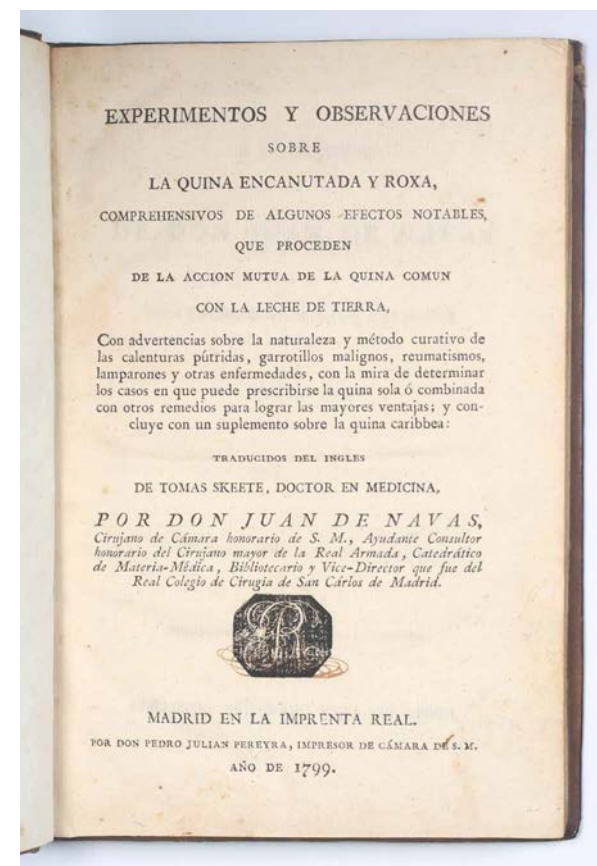 EXPERIMENTOS Y OBSERVACIONES
SOBRE
LA QUINA ENCANUTADA Y ROXA,
COMPREHENSIVOS DE ALGUNOS EFECTOS NOTABLES,
QUE PROCEDEN
DE LA ACCION MUTUA DE LA QUINA COMUN
CON LA LECHE DE TIERRA,
Con advertencias sobre la naturaleza y método curativo de
las calenturas pútridas, garrotillos malignos, reumatismos,
lamparones y otras enfermedades, con la mira de determinar
los casos en que puede prescribirse la quina sola ó combinada
con otros remedios para lograr las mayores ventajas; y con-
cluye con un suplemento sobre la quina caribbea:
TRADUCIDOS DEL INGLES
DE TOMAS SKEETE, DOCTOR EN MEDICINA,
POR DON JUAN DE NAVAS,
Cirujano de Cámara honorario de S. M., Ayudante Consultor
honorario del Cirujano mayor de la Real Armada, Catedrático
de Materia-Médica, Bibliotecario y Vice-Director que fue del
Real Colegio de Cirugia de San Cárlos de Madrid.
MADRID EN LA IMPRENTA REAL.
POR DON PEDRO JULIAN PEREYRA, IMPRESOR DE CÁMARA DE S. M.
AÑO DE 1799.